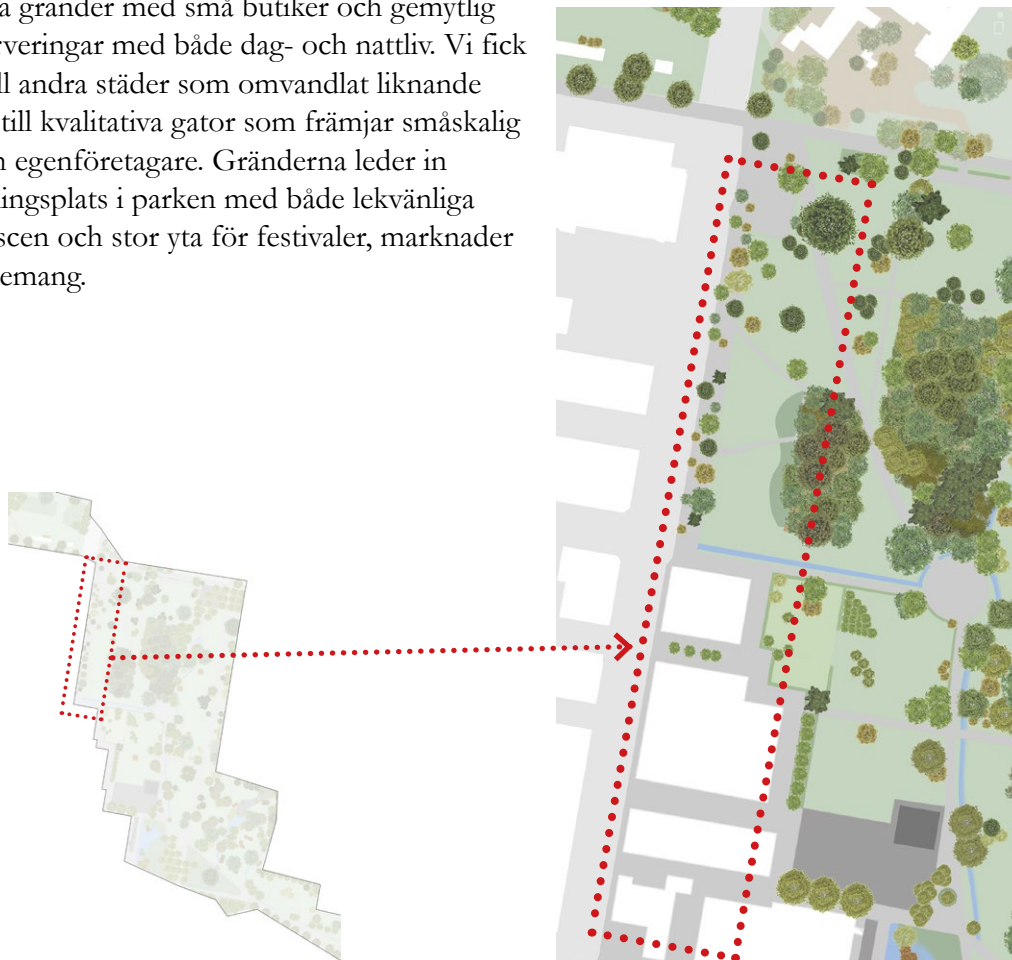 a gränder med små butiker och gemytlig
rveringar med både dag- och nattliv. Vi fick
ll andra städer som omvandlat liknande
till kvalitativa gator som främjar småskalig
n egenföretagare. Gränderna leder in
ningsplats i parken med både lekvänliga
scen och stor yta för festivaler, marknader
emang.